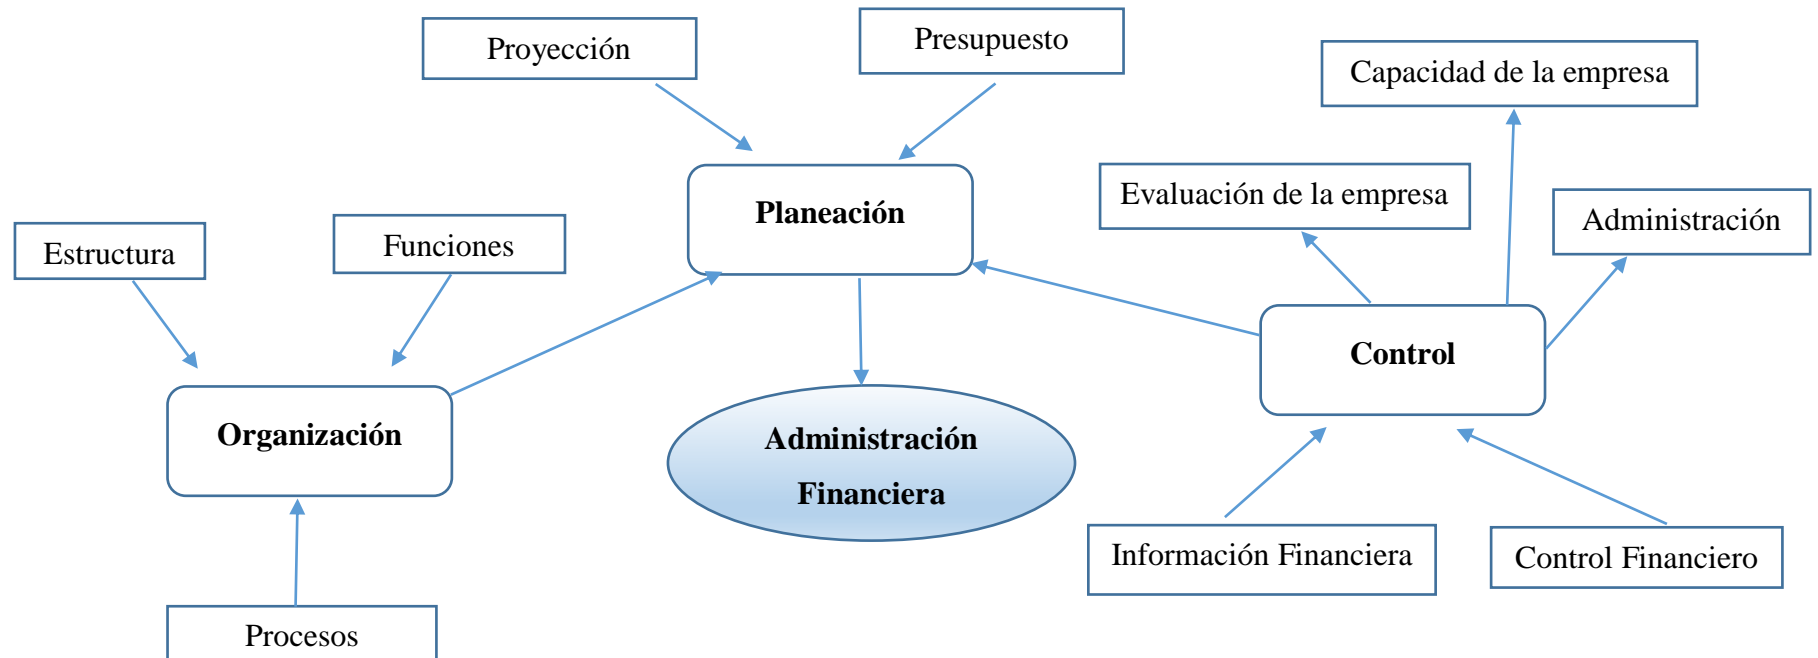 Proyección
Presupuesto
Capacidad de la empresa
Evaluación de la empresa
Administración
Planeación
Estructura
Funciones
Control
Organización
Administración
Financiera
Información Financiera
Control Financiero
Procesos